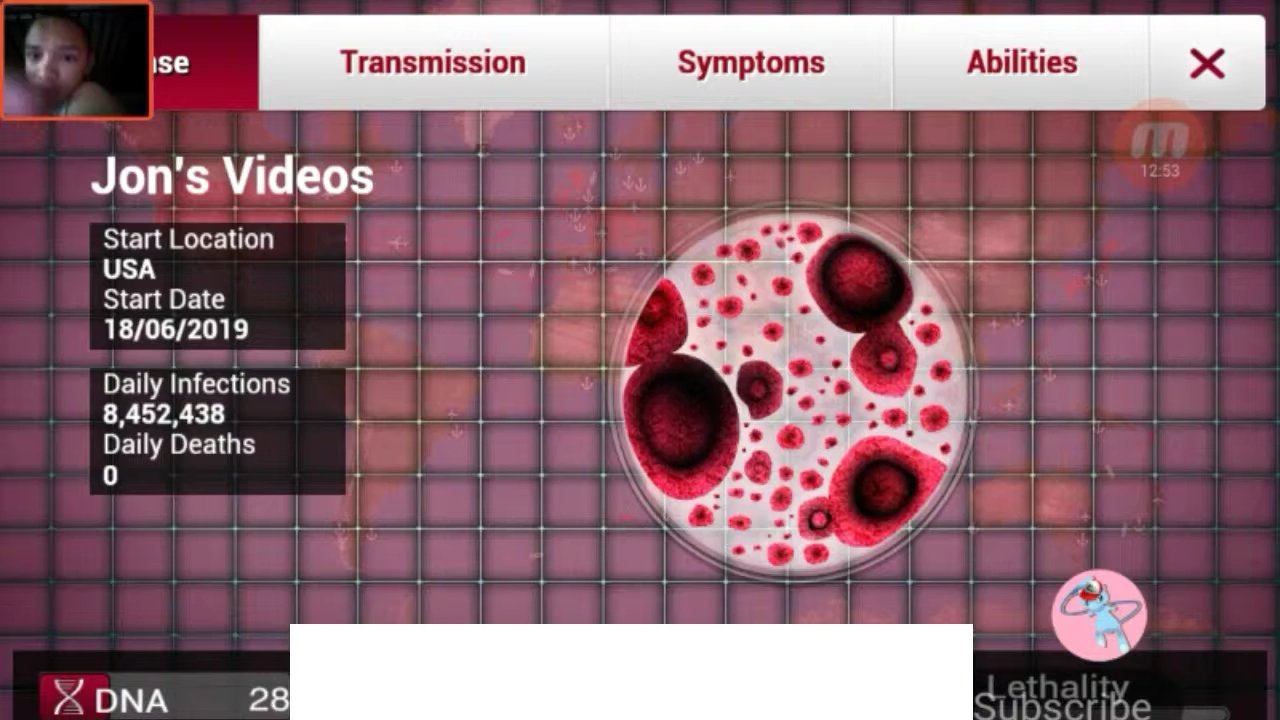 Transmission
Symptoms
Abilities
12:53
Jon's Videos
Start Location
USA
Start Date
18/06/2019
Daily Infections
8,452,438
Daily Deaths
0
DNA
28
Lethality
Subscribe